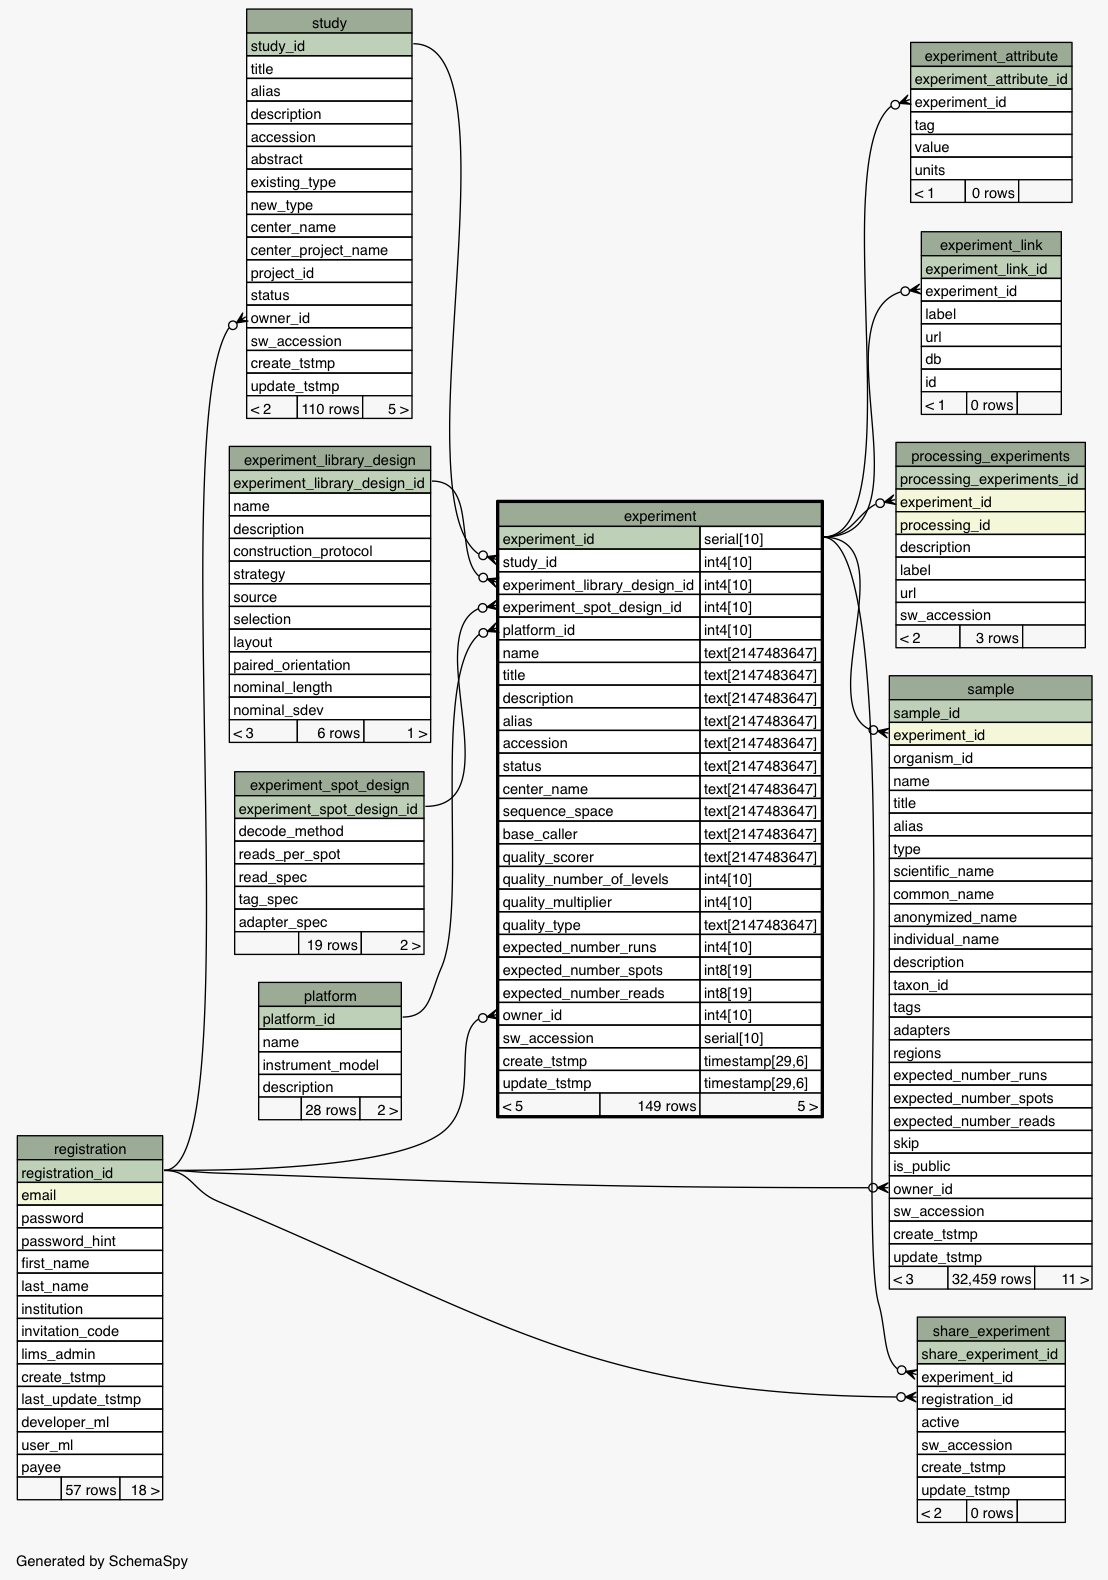 study
study_id
title
alias
description
accession
abstract
existing_type
new_type
center_name
center_project_name
project_id
status
owner_id
sw_accession
create_tstmp
update_tstmp
< 2 110 rows 5 >
experiment_library_design
experiment_library_design_id
name
description
construction_protocol
strategy
source
selection
layout
paired_orientation
nominal_length
nominal_sdev
< 3 6 rows 1 >
experiment_spot_design
experiment_spot_design_id
decode_method
reads_per_spot
read_spec
tag_spec
adapter_spec
19 rows 2 >
platform
platform_id
name
instrument_model
description
28 rows 2 >
registration
registration_id
email
password
password_hint
first_name
last_name
institution
invitation_code
lims_admin
create_tstmp
last_update_tstmp
developer_ml
user_ml
payee
57 rows 18 >
experiment
experiment_id serial[10]
study_id int4[10]
experiment_library_design_id int4[10]
experiment_spot_design_id int4[10]
platform_id int4[10]
name text[2147483647]
title text[2147483647]
description text[2147483647]
alias text[2147483647]
accession text[2147483647]
status text[2147483647]
center_name text[2147483647]
sequence_space text[2147483647]
base_caller text[2147483647]
quality_scorer text[2147483647]
quality_number_of_levels int4[10]
quality_multiplier int4[10]
quality_type text[2147483647]
expected_number_runs int4[10]
expected_number_spots int8[19]
expected_number_reads int8[19]
owner_id int4[10]
sw_accession serial[10]
create_tstmp timestamp[29,6]
update_tstmp timestamp[29,6]
< 5 149 rows 5 >
experiment_attribute
experiment_attribute_id
experiment_id
tag
value
units
< 1 0 rows
experiment_link
experiment_link_id
experiment_id
label
url
db
id
< 1 0 rows
processing_experiments
processing_experiments_id
experiment_id
processing_id
description
label
url
sw_accession
< 2 3 rows
sample
sample_id
experiment_id
organism_id
name
title
alias
type
scientific_name
common_name
anonymized_name
individual_name
description
taxon_id
tags
adapters
regions
expected_number_runs
expected_number_spots
expected_number_reads
skip
is_public
owner_id
sw_accession
create_tstmp
update_tstmp
< 3 32,459 rows 11 >
share_experiment
share_experiment_id
experiment_id
registration_id
active
sw_accession
create_tstmp
update_tstmp
< 2 0 rows
Generated by SchemaSpy